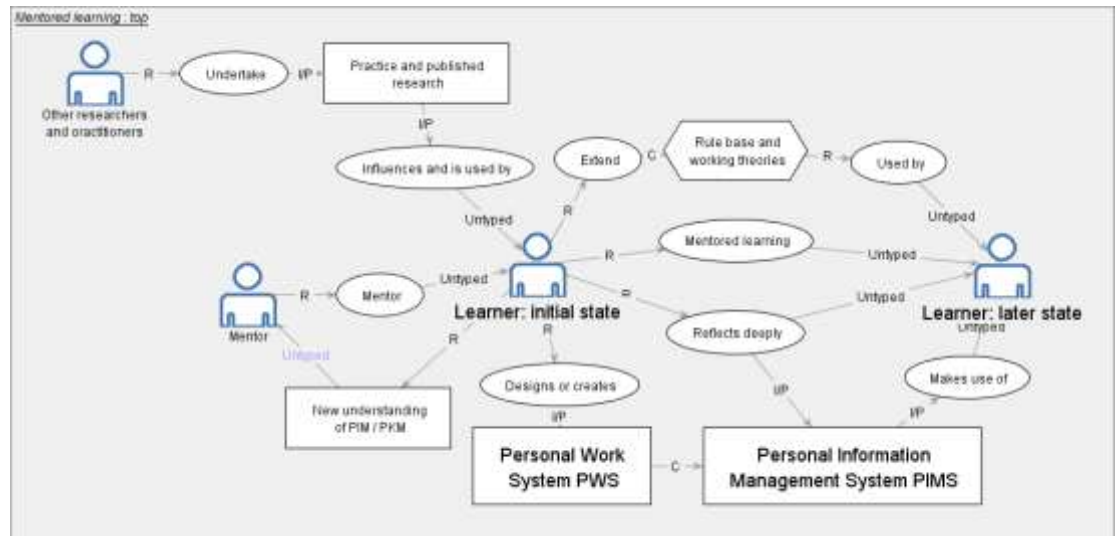 Mentored learning : top
R
Undertake
I/P
Practice and published
research
Other researchers
and oractitioners
I/P
Influences and is used by
Extend
C
Rule base and
working theories
R
Used by
Untyped
R
Untyped
Mentored learning
R
Untyped
R
Mentor
Untyped
Mentor
Learner: initial state
R
Reflects deeply
Untyped
Learner: later state
Untyped
Untyped
R
R
Designs or creates
I/P
Makes use of
I/P
New understanding
of PIM / PKM
I/P
Personal Work
System PWS
C
Personal Information
Management System PIMS